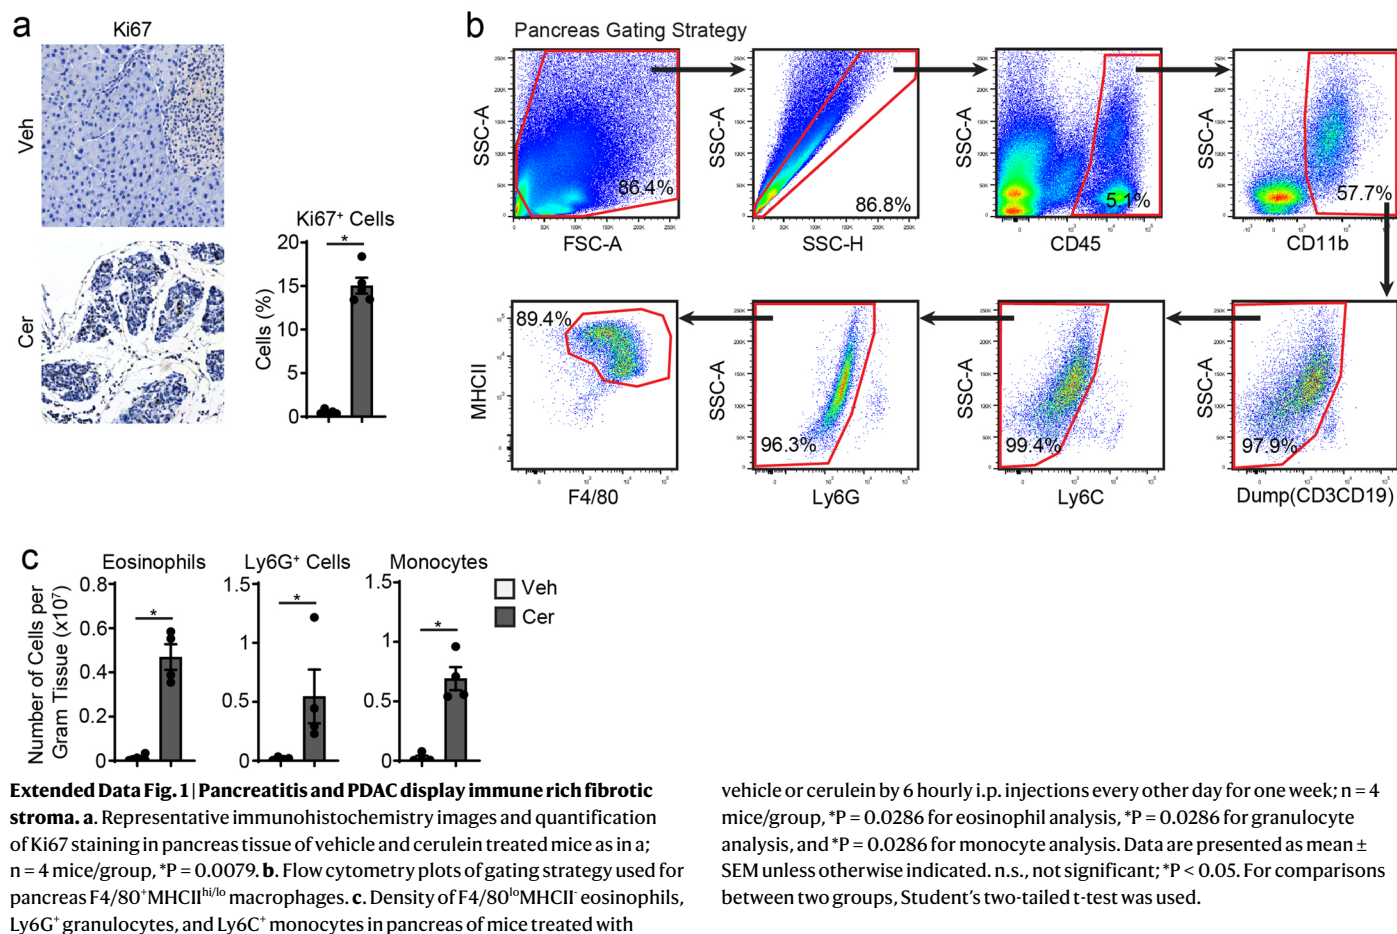 a
Ki67
Veh
Cer
Ki67⁺ Cells
*
Cells (%)
20
15
10
5
0
b
Pancreas Gating Strategy
SSC-A
86.4%
FSC-A
SSC-A
86.8%
SSC-H
SSC-A
5.1%
CD45
SSC-A
57.7%
CD11b
89.4%
MHCII
F4/80
SSC-A
96.3%
Ly6G
SSC-A
99.4%
Ly6C
SSC-A
97.9%
Dump(CD3CD19)
c
Number of Cells per
Gram Tissue (x10⁷)
Eosinophils
0.8
0.6
0.4
0.2
0
*
Ly6G⁺ Cells
1.5
1
0.5
0
*
Monocytes
1.5
1
0.5
0
*
Veh
Cer
Extended Data Fig. 1 | Pancreatitis and PDAC display immune rich fibrotic
stroma. a. Representative immunohistochemistry images and quantification
of Ki67 staining in pancreas tissue of vehicle and cerulein treated mice as in a;
n = 4 mice/group, *P = 0.0079. b. Flow cytometry plots of gating strategy used for
pancreas F4/80⁺MHCII^hi/lo macrophages. c. Density of F4/80^loMHCII⁻ eosinophils,
Ly6G⁺ granulocytes, and Ly6C⁺ monocytes in pancreas of mice treated with
vehicle or cerulein by 6 hourly i.p. injections every other day for one week; n = 4
mice/group, *P = 0.0286 for eosinophil analysis, *P = 0.0286 for granulocyte
analysis, and *P = 0.0286 for monocyte analysis. Data are presented as mean ±
SEM unless otherwise indicated. n.s., not significant; *P < 0.05. For comparisons
between two groups, Student's two-tailed t-test was used.